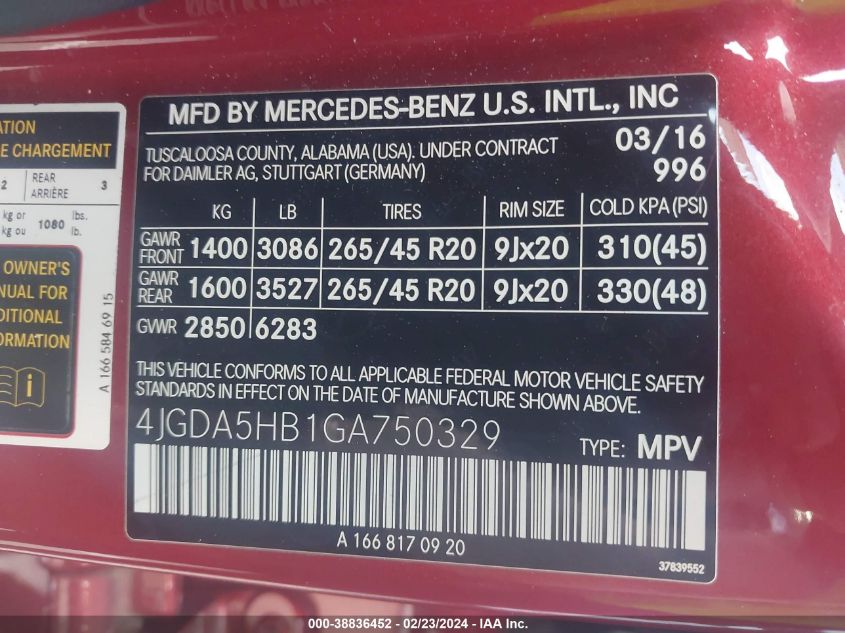 ATION
E CHARGEMENT
2 REAR ARRIÈRE 3
kg or
kg ou 1080 lbs.
lb.
OWNER'S
NUAL FOR
DITIONAL
ORMATION
i
A 166 584 69 15
MFD BY MERCEDES-BENZ U.S. INTL., INC
TUSCALOOSA COUNTY, ALABAMA (USA). UNDER CONTRACT 03/16
FOR DAIMLER AG, STUTTGART (GERMANY) 996
KG LB TIRES RIM SIZE COLD KPA (PSI)
GAWR FRONT 1400 3086 265/45 R20 9Jx20 310(45)
GAWR REAR 1600 3527 265/45 R20 9Jx20 330(48)
GVWR 2850 6283
THIS VEHICLE CONFORMS TO ALL APPLICABLE FEDERAL MOTOR VEHICLE SAFETY
STANDARDS IN EFFECT ON THE DATE OF MANUFACTURE SHOWN ABOVE.
4JGDA5HB1GA750329 TYPE: MPV
A 166 817 09 20
37839552
000-38836452 - 02/23/2024 - © IAA, Inc.